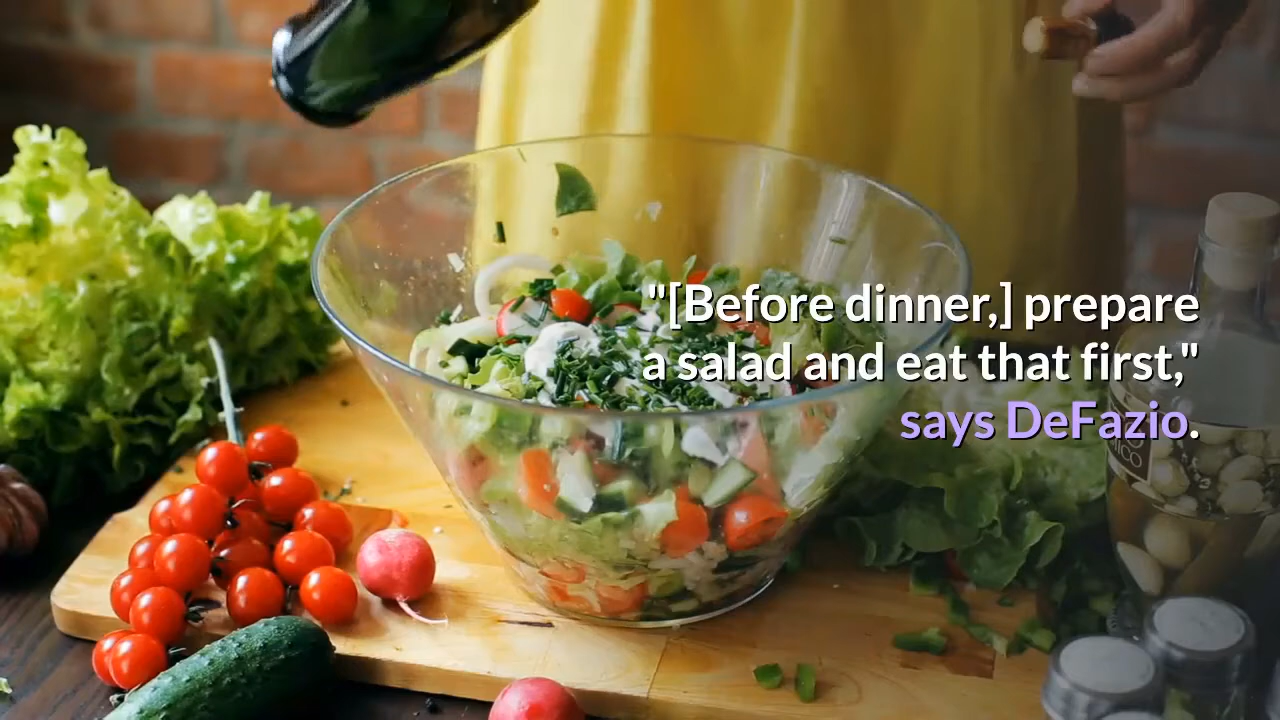 "[Before dinner,] prepare
a salad and eat that first,"
says DeFazio.